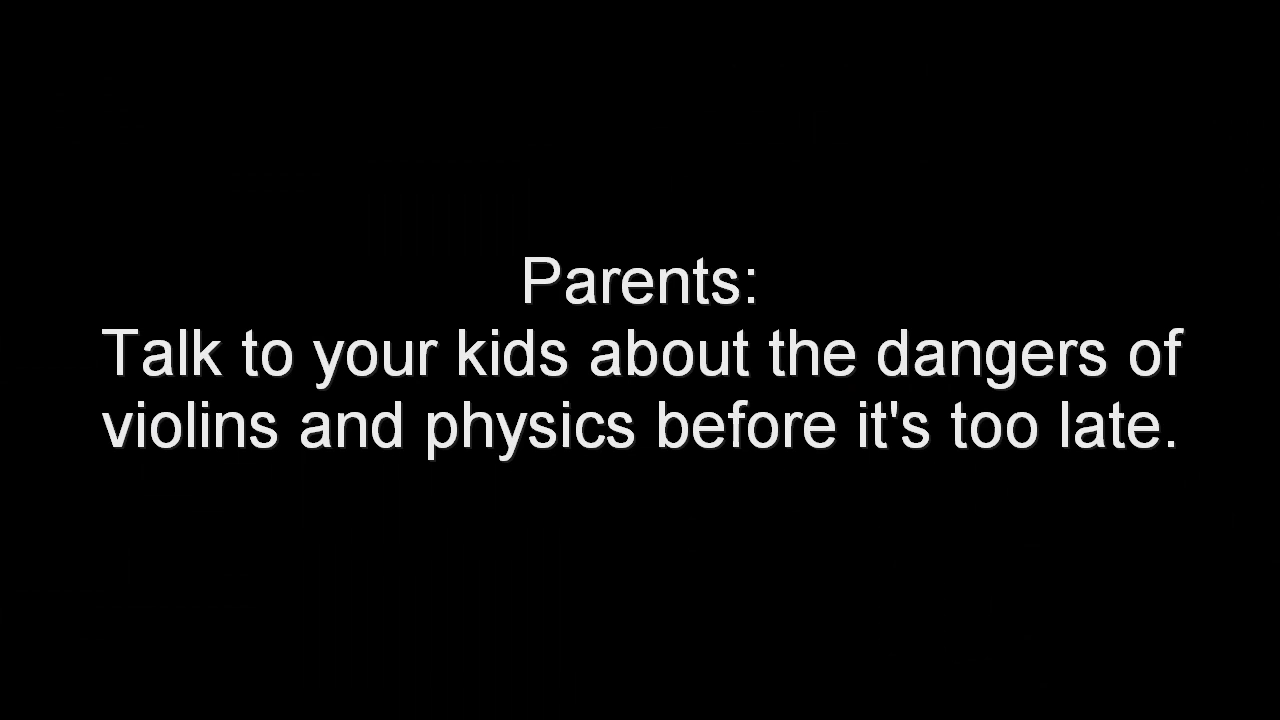 Parents:
Talk to your kids about the dangers of
violins and physics before it's too late.